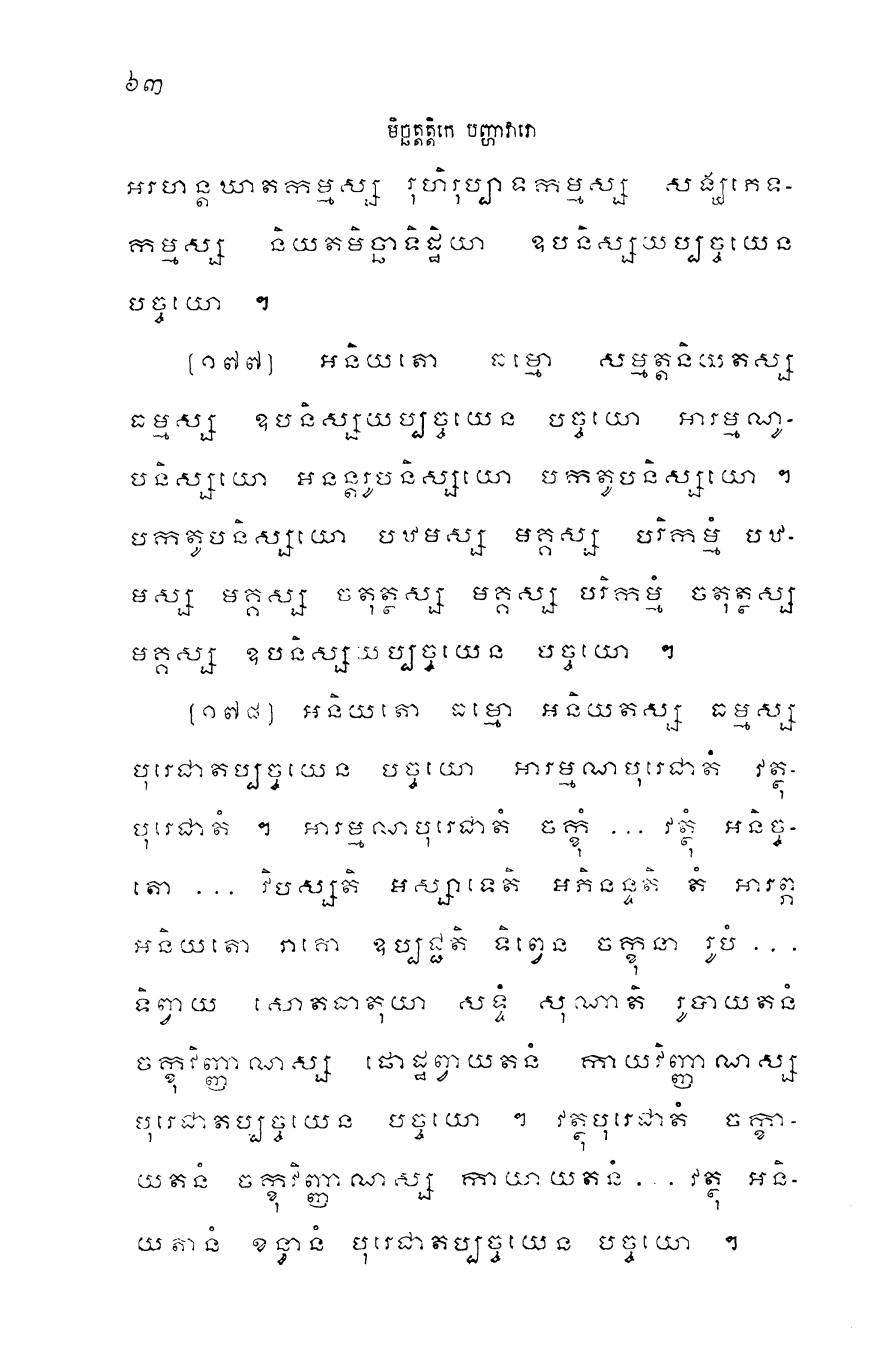 ៦៣
មិច្ឆត្តត្តិកេ បញ្ហាវារោ
អរហន្តឃាតកម្មស្ស រុហិរុប្បាទកម្មស្ស សង្ឃភេទ-
កម្មស្ស និយតមិច្ឆាទិដ្ឋិយា ឧបនិស្សយប្បច្ចយេន
បច្ចយោ ៗ
[១៧៧] អនិយតោ ធម្មោ សម្មត្តនិយតស្ស
ធម្មស្ស ឧបនិស្សយប្បច្ចយេន បច្ចយោ អារម្មណូ-
បនិស្សយោ អនន្តរូបនិស្សយោ បកតូបនិស្សយោ ៗ
បកតូបនិស្សយោ បឋមស្ស មគ្គស្ស បរិកម្មំ បឋ-
មស្ស មគ្គស្ស ចតុត្ថស្ស មគ្គស្ស បរិកម្មំ ចតុត្ថស្ស
មគ្គស្ស ឧបនិស្សយប្បច្ចយេន បច្ចយោ ៗ
[១៧៨] អនិយតោ ធម្មោ អនិយតស្ស ធម្មស្ស
បុរេជាតប្បច្ចយេន បច្ចយោ អារម្មណបុរេជាតំ វត្ថុ-
បុរេជាតំ ៗ អារម្មណបុរេជាតំ ចក្ខុំ ... វត្ថុំ អនិច្ច-
តោ ... វិបស្សតិ អស្សាទេតិ អភិនន្ទតិ តំ អារព្ភ
អនិយតោ រាគោ ឧប្បជ្ជតិ ទិព្វេន ចក្ខុនា រូបំ ...
ទិព្វាយ សោតធាតុយា សទ្ទំ សុណាតិ រូបាយតនំ
ចក្ខុវិញ្ញាណស្ស ផោដ្ឋព្វាយតនំ កាយវិញ្ញាណស្ស
បុរេជាតប្បច្ចយេន បច្ចយោ ៗ វត្ថុបុរេជាតំ ចក្ខា-
យតនំ ចក្ខុវិញ្ញាណស្ស កាយាយតនំ ... វត្ថុ អនិ-
យតានំ ខន្ធានំ បុរេជាតប្បច្ចយេន បច្ចយោ ៗ